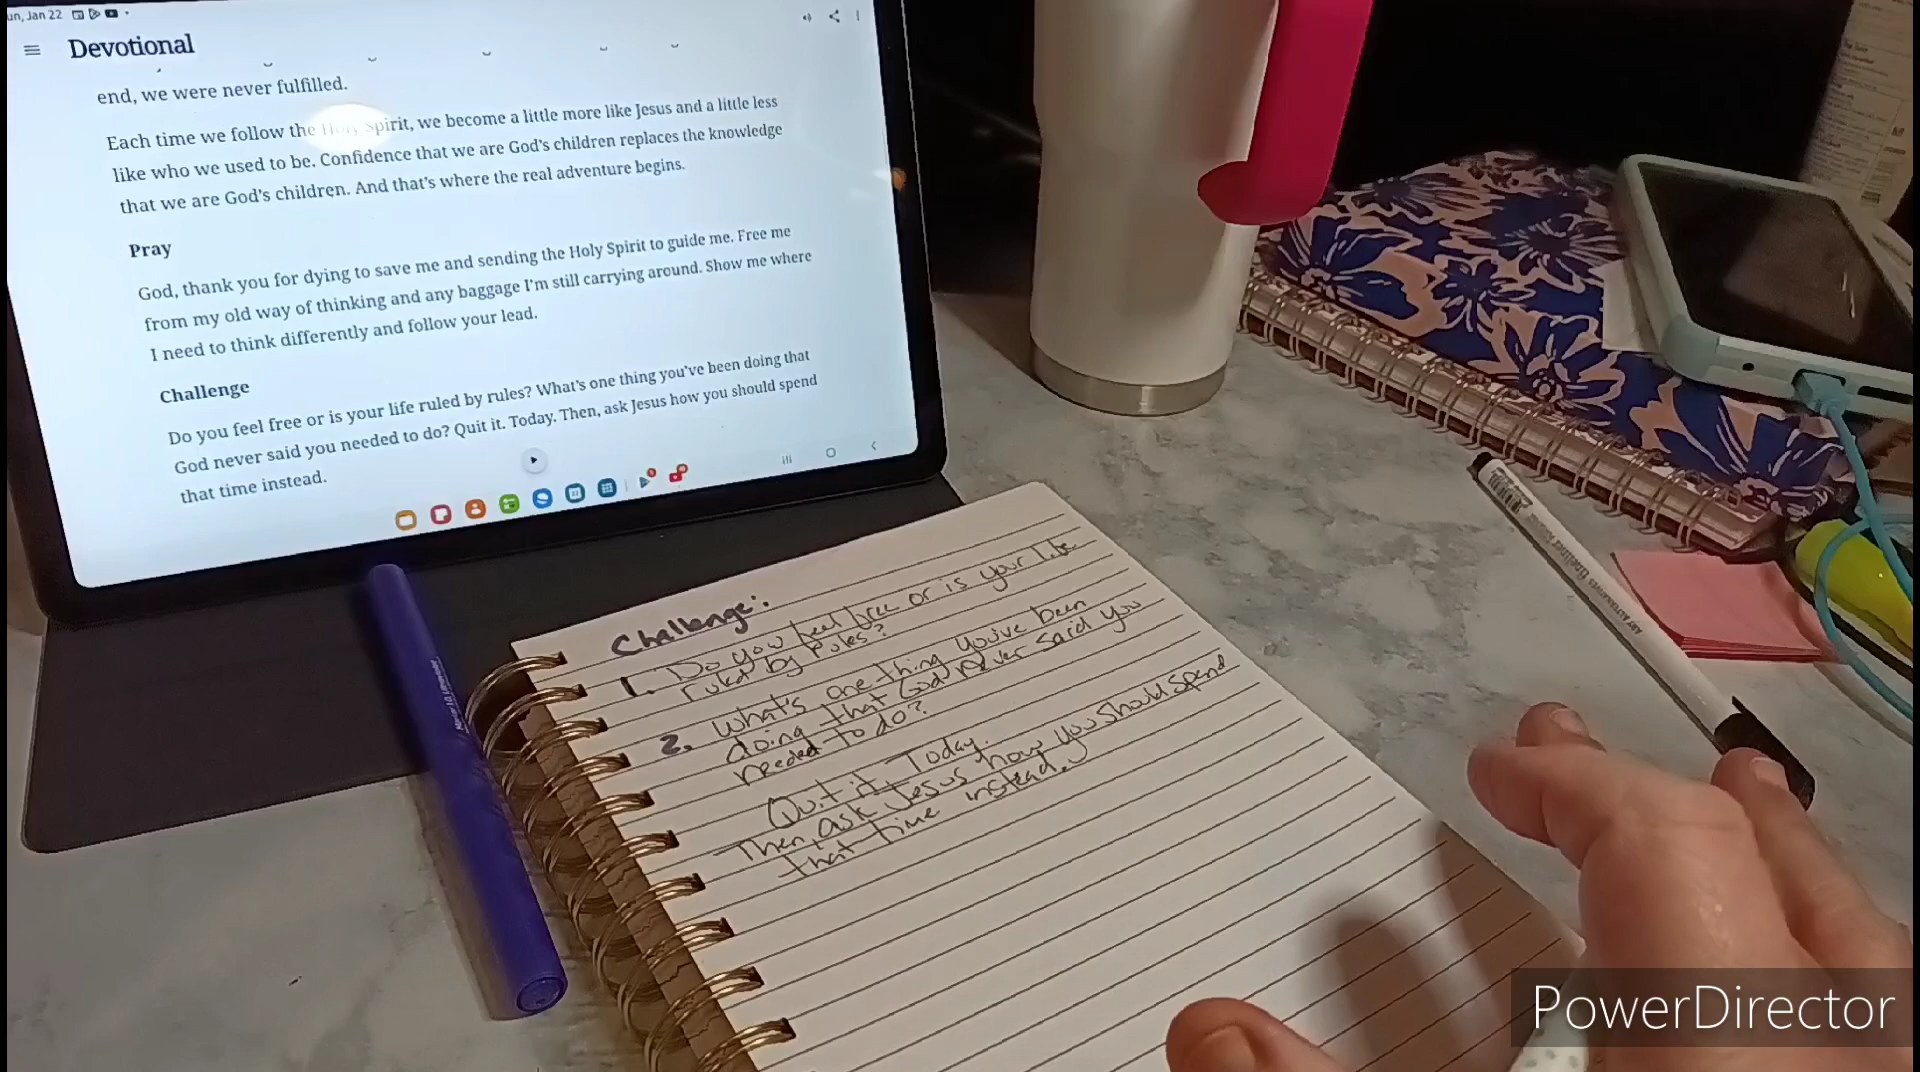 un, Jan 22
Devotional
end, we were never fulfilled.
Each time we follow the Holy Spirit, we become a little more like Jesus and a little less
like who we used to be. Confidence that we are God's children replaces the knowledge
that we are God's children. And that's where the real adventure begins.
Pray
God, thank you for dying to save me and sending the Holy Spirit to guide me. Free me
from my old way of thinking and any baggage I'm still carrying around. Show me where
I need to think differently and follow your lead.
Challenge
Do you feel free or is your life ruled by rules? What's one thing you've been doing that
God never said you needed to do? Quit it. Today. Then, ask Jesus how you should spend
that time instead.
Challenge:
1. Do you feel free or is your life
ruled by rules?
2. What's one thing you've been
doing that God never said you
needed to do?
Quit it. Today.
Then, ask Jesus how you should spend
that time instead.
PowerDirector